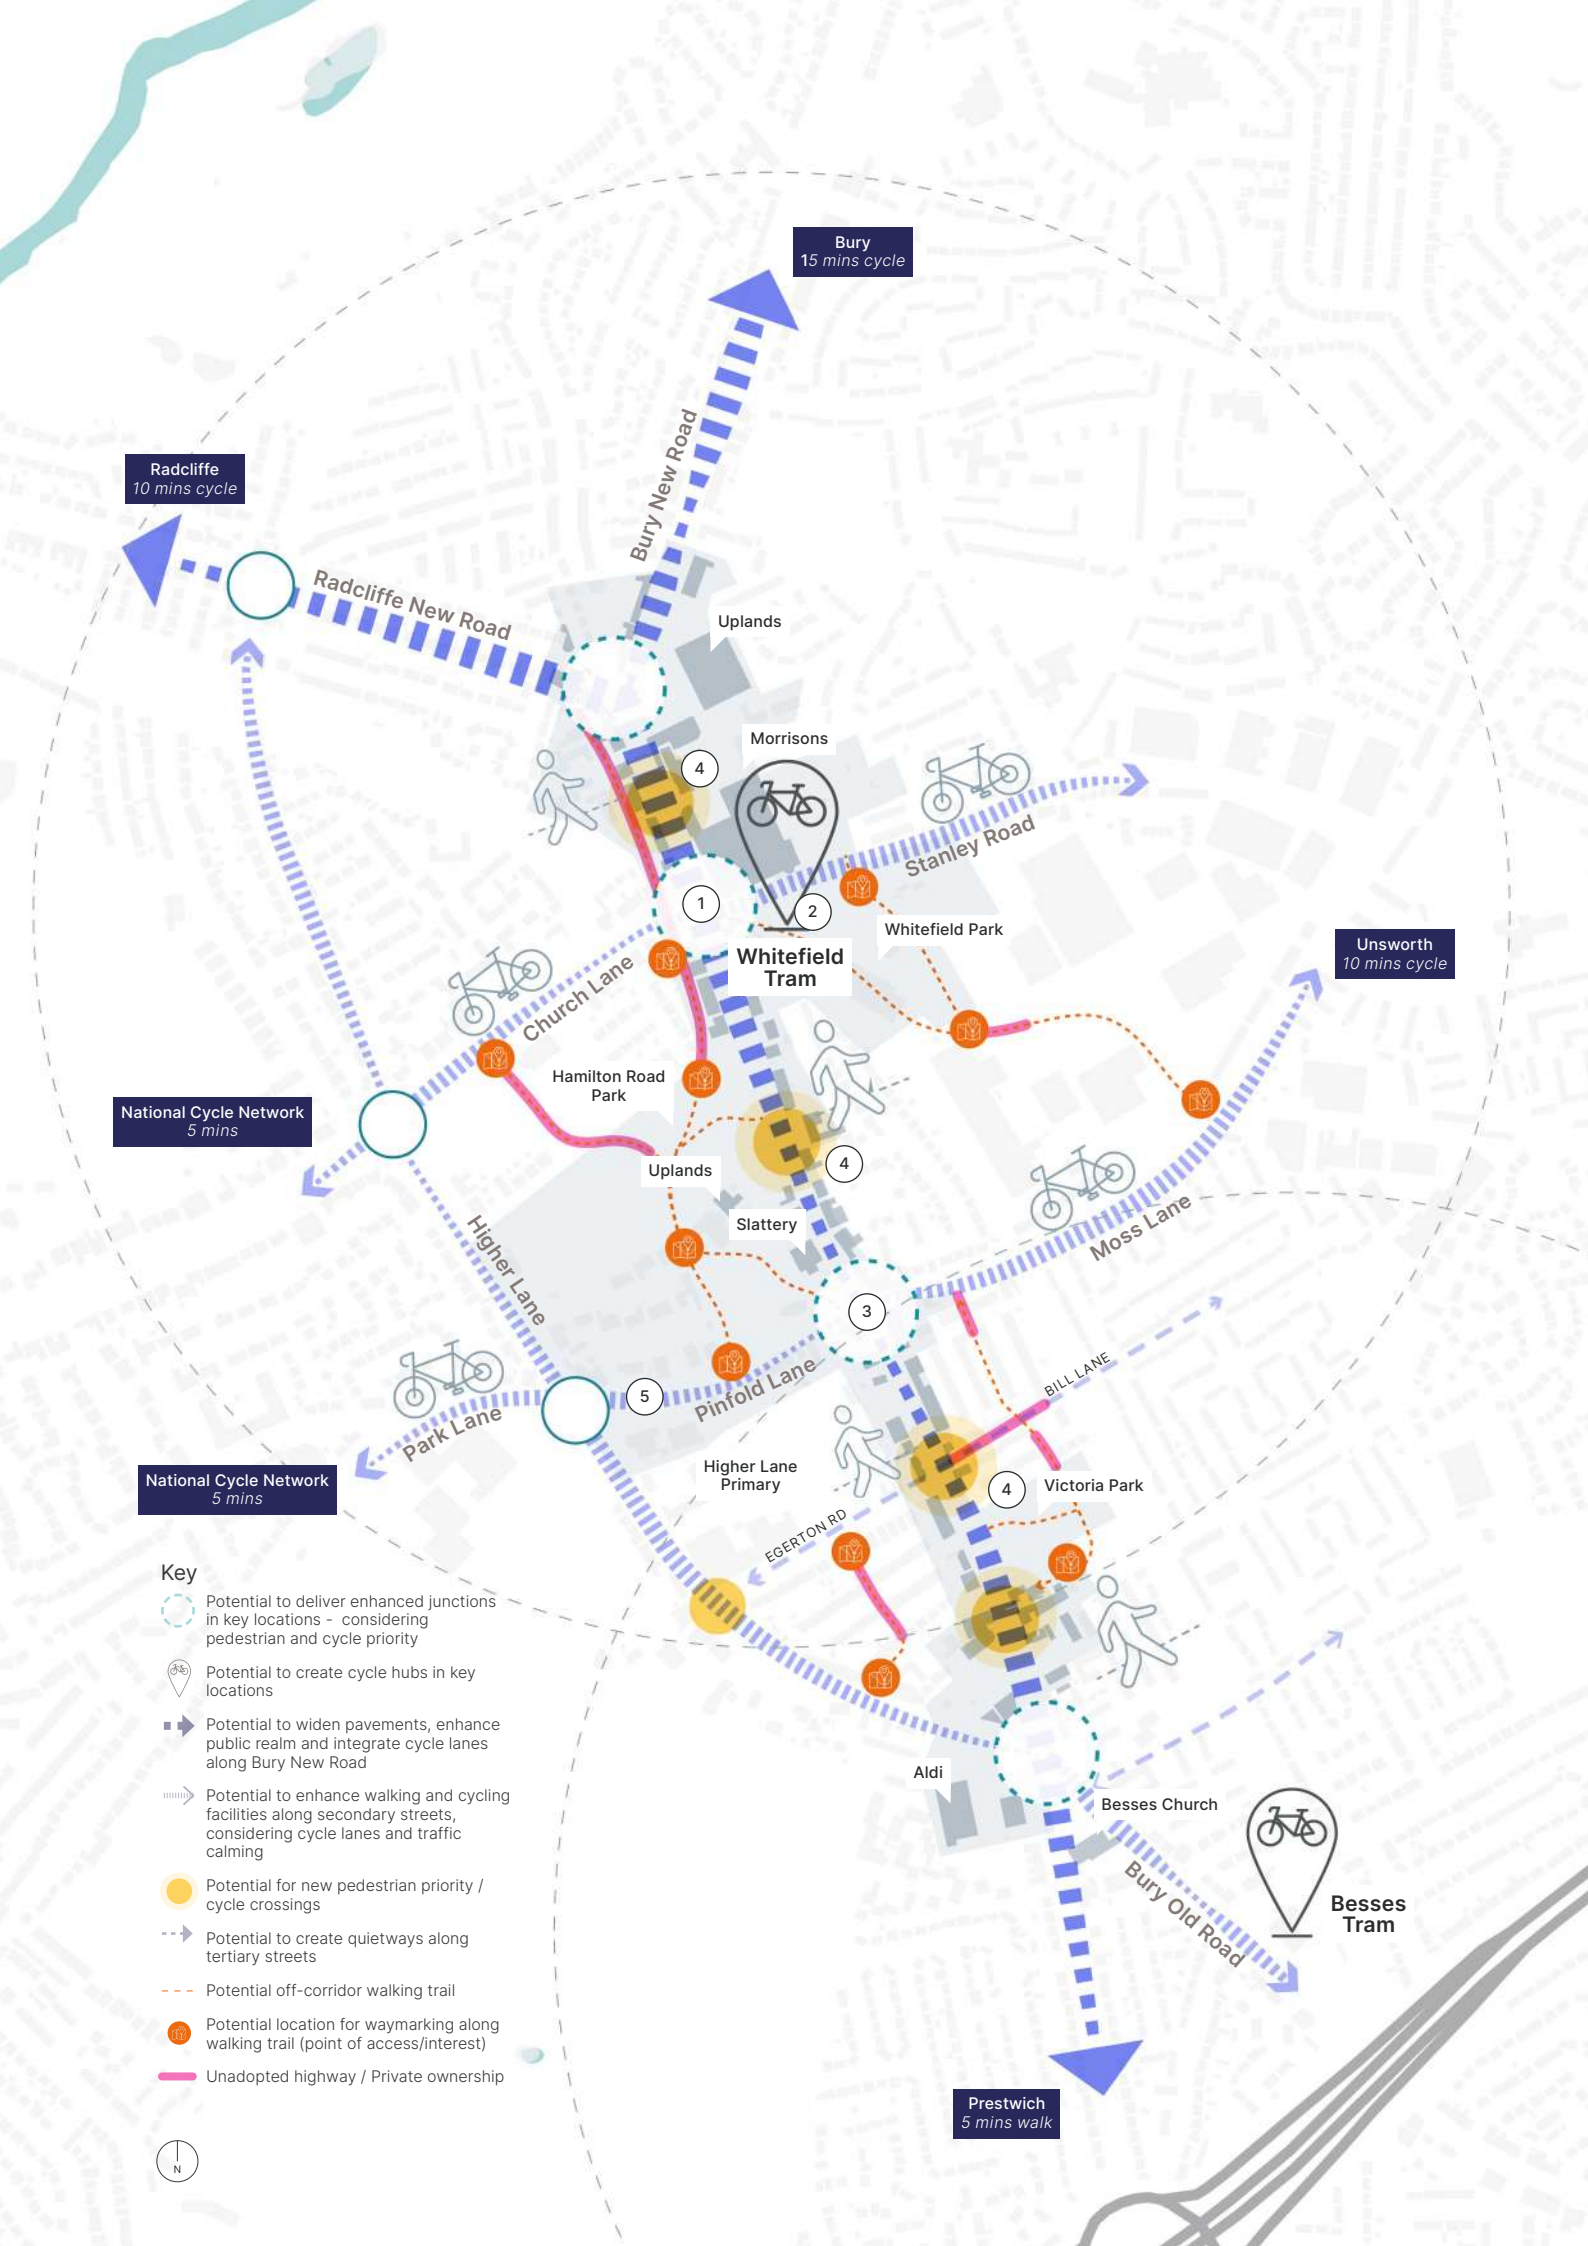 Bury
15 mins cycle
Bury New Road
Radcliffe
10 mins cycle
Radcliffe New Road
Uplands
Morrisons
4
Stanley Road
1
2
Whitefield Park
Whitefield
Tram
Unsworth
10 mins cycle
Church Lane
Hamilton Road
Park
National Cycle Network
5 mins
4
Uplands
Slattery
Moss Lane
Higher Lane
3
BILL LANE
5
Pinfold Lane
Park Lane
Higher Lane
Primary
National Cycle Network
5 mins
4
Victoria Park
EGERTON RD
Key
Potential to deliver enhanced junctions
in key locations - considering
pedestrian and cycle priority
Potential to create cycle hubs in key
locations
Potential to widen pavements, enhance
public realm and integrate cycle lanes
along Bury New Road
Potential to enhance walking and cycling
facilities along secondary streets,
considering cycle lanes and traffic
calming
Potential for new pedestrian priority /
cycle crossings
Potential to create quietways along
tertiary streets
Potential off-corridor walking trail
Potential location for waymarking along
walking trail (point of access/interest)
Unadopted highway / Private ownership
N
Aldi
Besses Church
Bury Old Road
Besses
Tram
Prestwich
5 mins walk